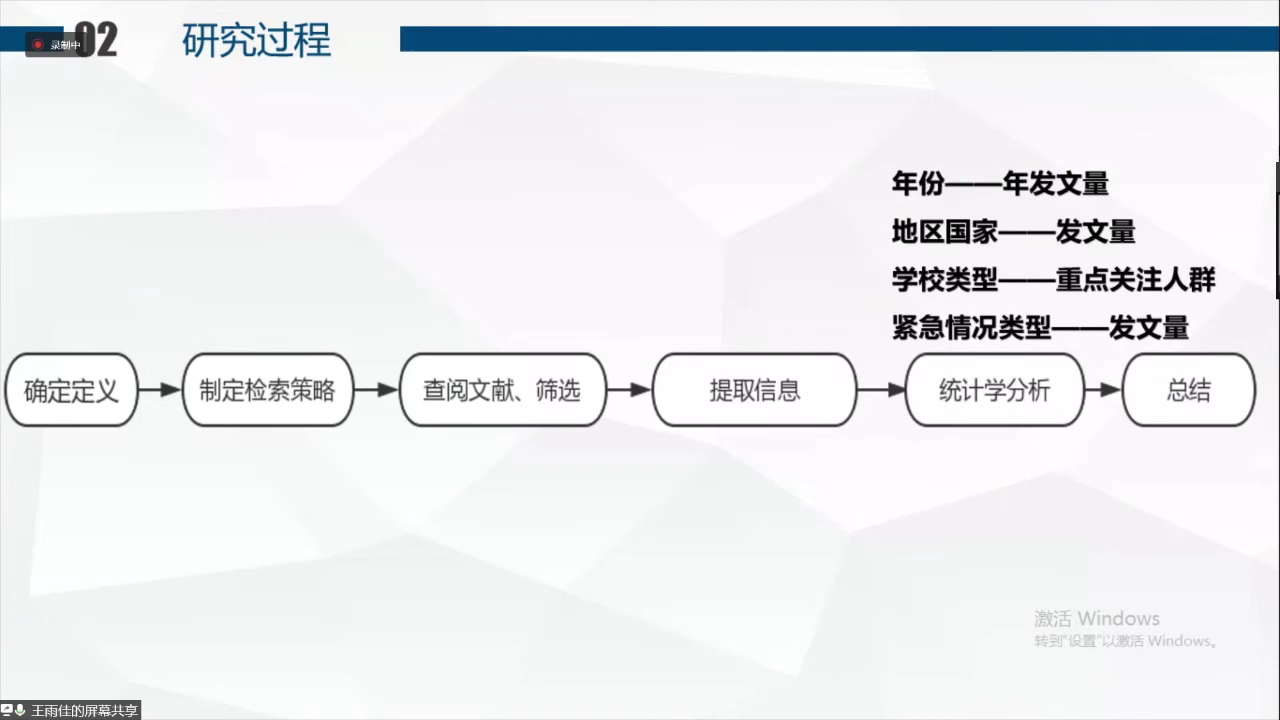 02
研究过程
录制中
年份——年发文量
地区国家——发文量
学校类型——重点关注人群
紧急情况类型——发文量
确定定义
制定检索策略
查阅文献、筛选
提取信息
统计学分析
总结
激活 Windows
转到"设置"以激活 Windows。
王雨佳的屏幕共享